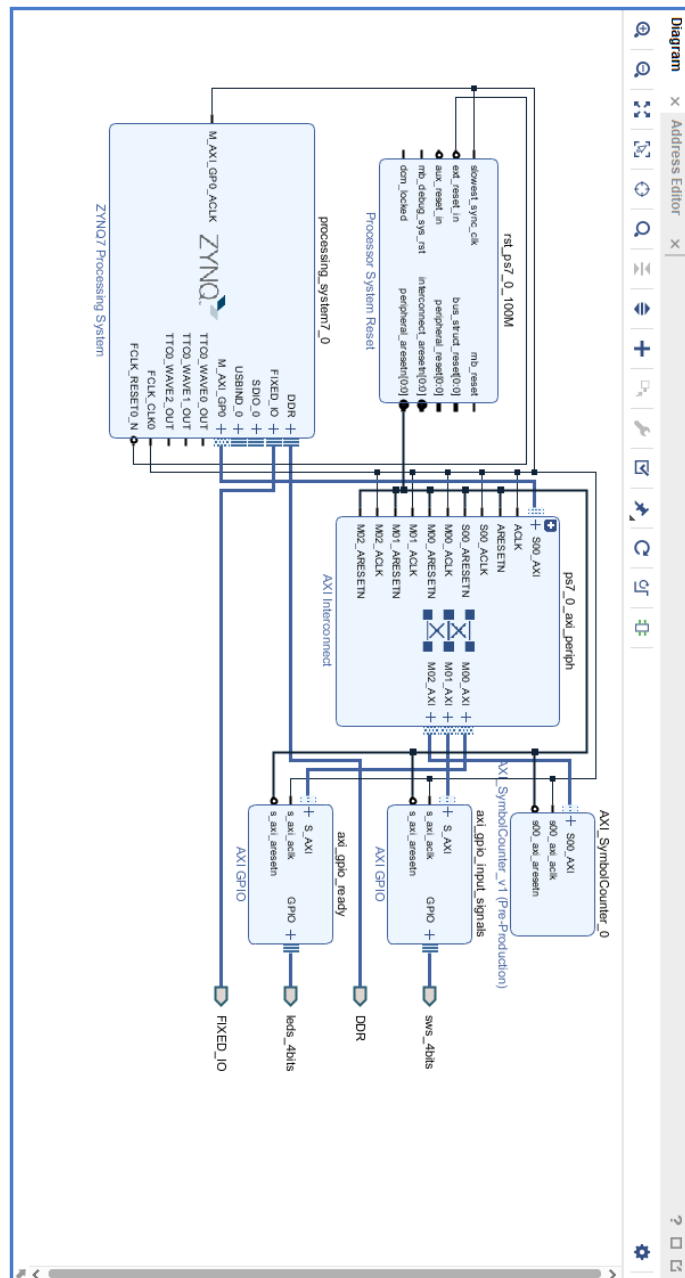 Diagram
Address Editor
rst_ps7_0_100M
slowest_sync_clk
ext_reset_in
aux_reset_in
mb_debug_sys_rst
dcm_locked
mb_reset
bus_struct_reset[0:0]
peripheral_reset[0:0]
interconnect_aresetn[0:0]
peripheral_aresetn[0:0]
Processor System Reset
processing_system7_0
M_AXI_GP0_ACLK
ZYNQ
DDR
FIXED_IO
SDIO_0
USBIND_0
M_AXI_GP0
TTC0_WAVE0_OUT
TTC0_WAVE1_OUT
TTC0_WAVE2_OUT
FCLK_CLK0
FCLK_RESET0_N
ZYNQ7 Processing System
ps7_0_axi_periph
S00_AXI
ACLK
ARESETN
S00_ACLK
S00_ARESETN
M00_ACLK
M00_ARESETN
M01_ACLK
M01_ARESETN
M02_ACLK
M02_ARESETN
M00_AXI
M01_AXI
M02_AXI
AXI Interconnect
AXI_SymbolCounter_0
S00_AXI
s00_axi_aclk
s00_axi_aresetn
AXI_SymbolCounter_v1 (Pre-Production)
axi_gpio_input_signals
S_AXI
s_axi_aclk
s_axi_aresetn
GPIO
AXI GPIO
axi_gpio_ready
S_AXI
s_axi_aclk
s_axi_aresetn
GPIO
AXI GPIO
sws_4bits
DDR
leds_4bits
FIXED_IO